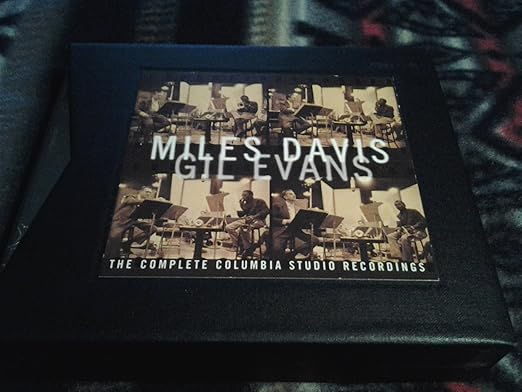 MILES DAVIS
GIL EVANS
THE COMPLETE COLUMBIA STUDIO RECORDINGS